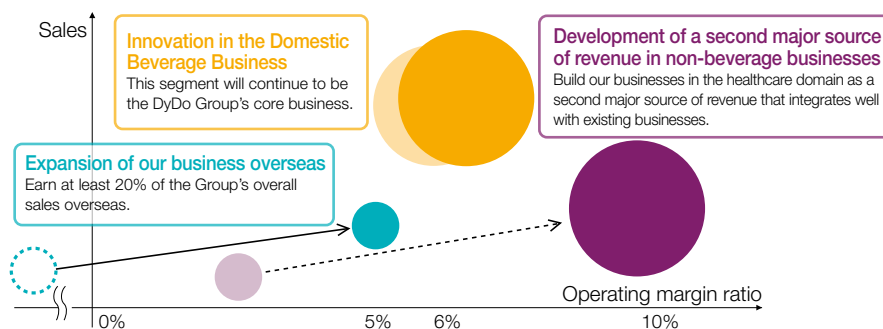 Sales
Innovation in the Domestic
Beverage Business
This segment will continue to be
the DyDo Group's core business.
Development of a second major source
of revenue in non-beverage businesses
Build our businesses in the healthcare domain as a
second major source of revenue that integrates well
with existing businesses.
Expansion of our business overseas
Earn at least 20% of the Group's overall
sales overseas.
Operating margin ratio
0%
5%
6%
10%